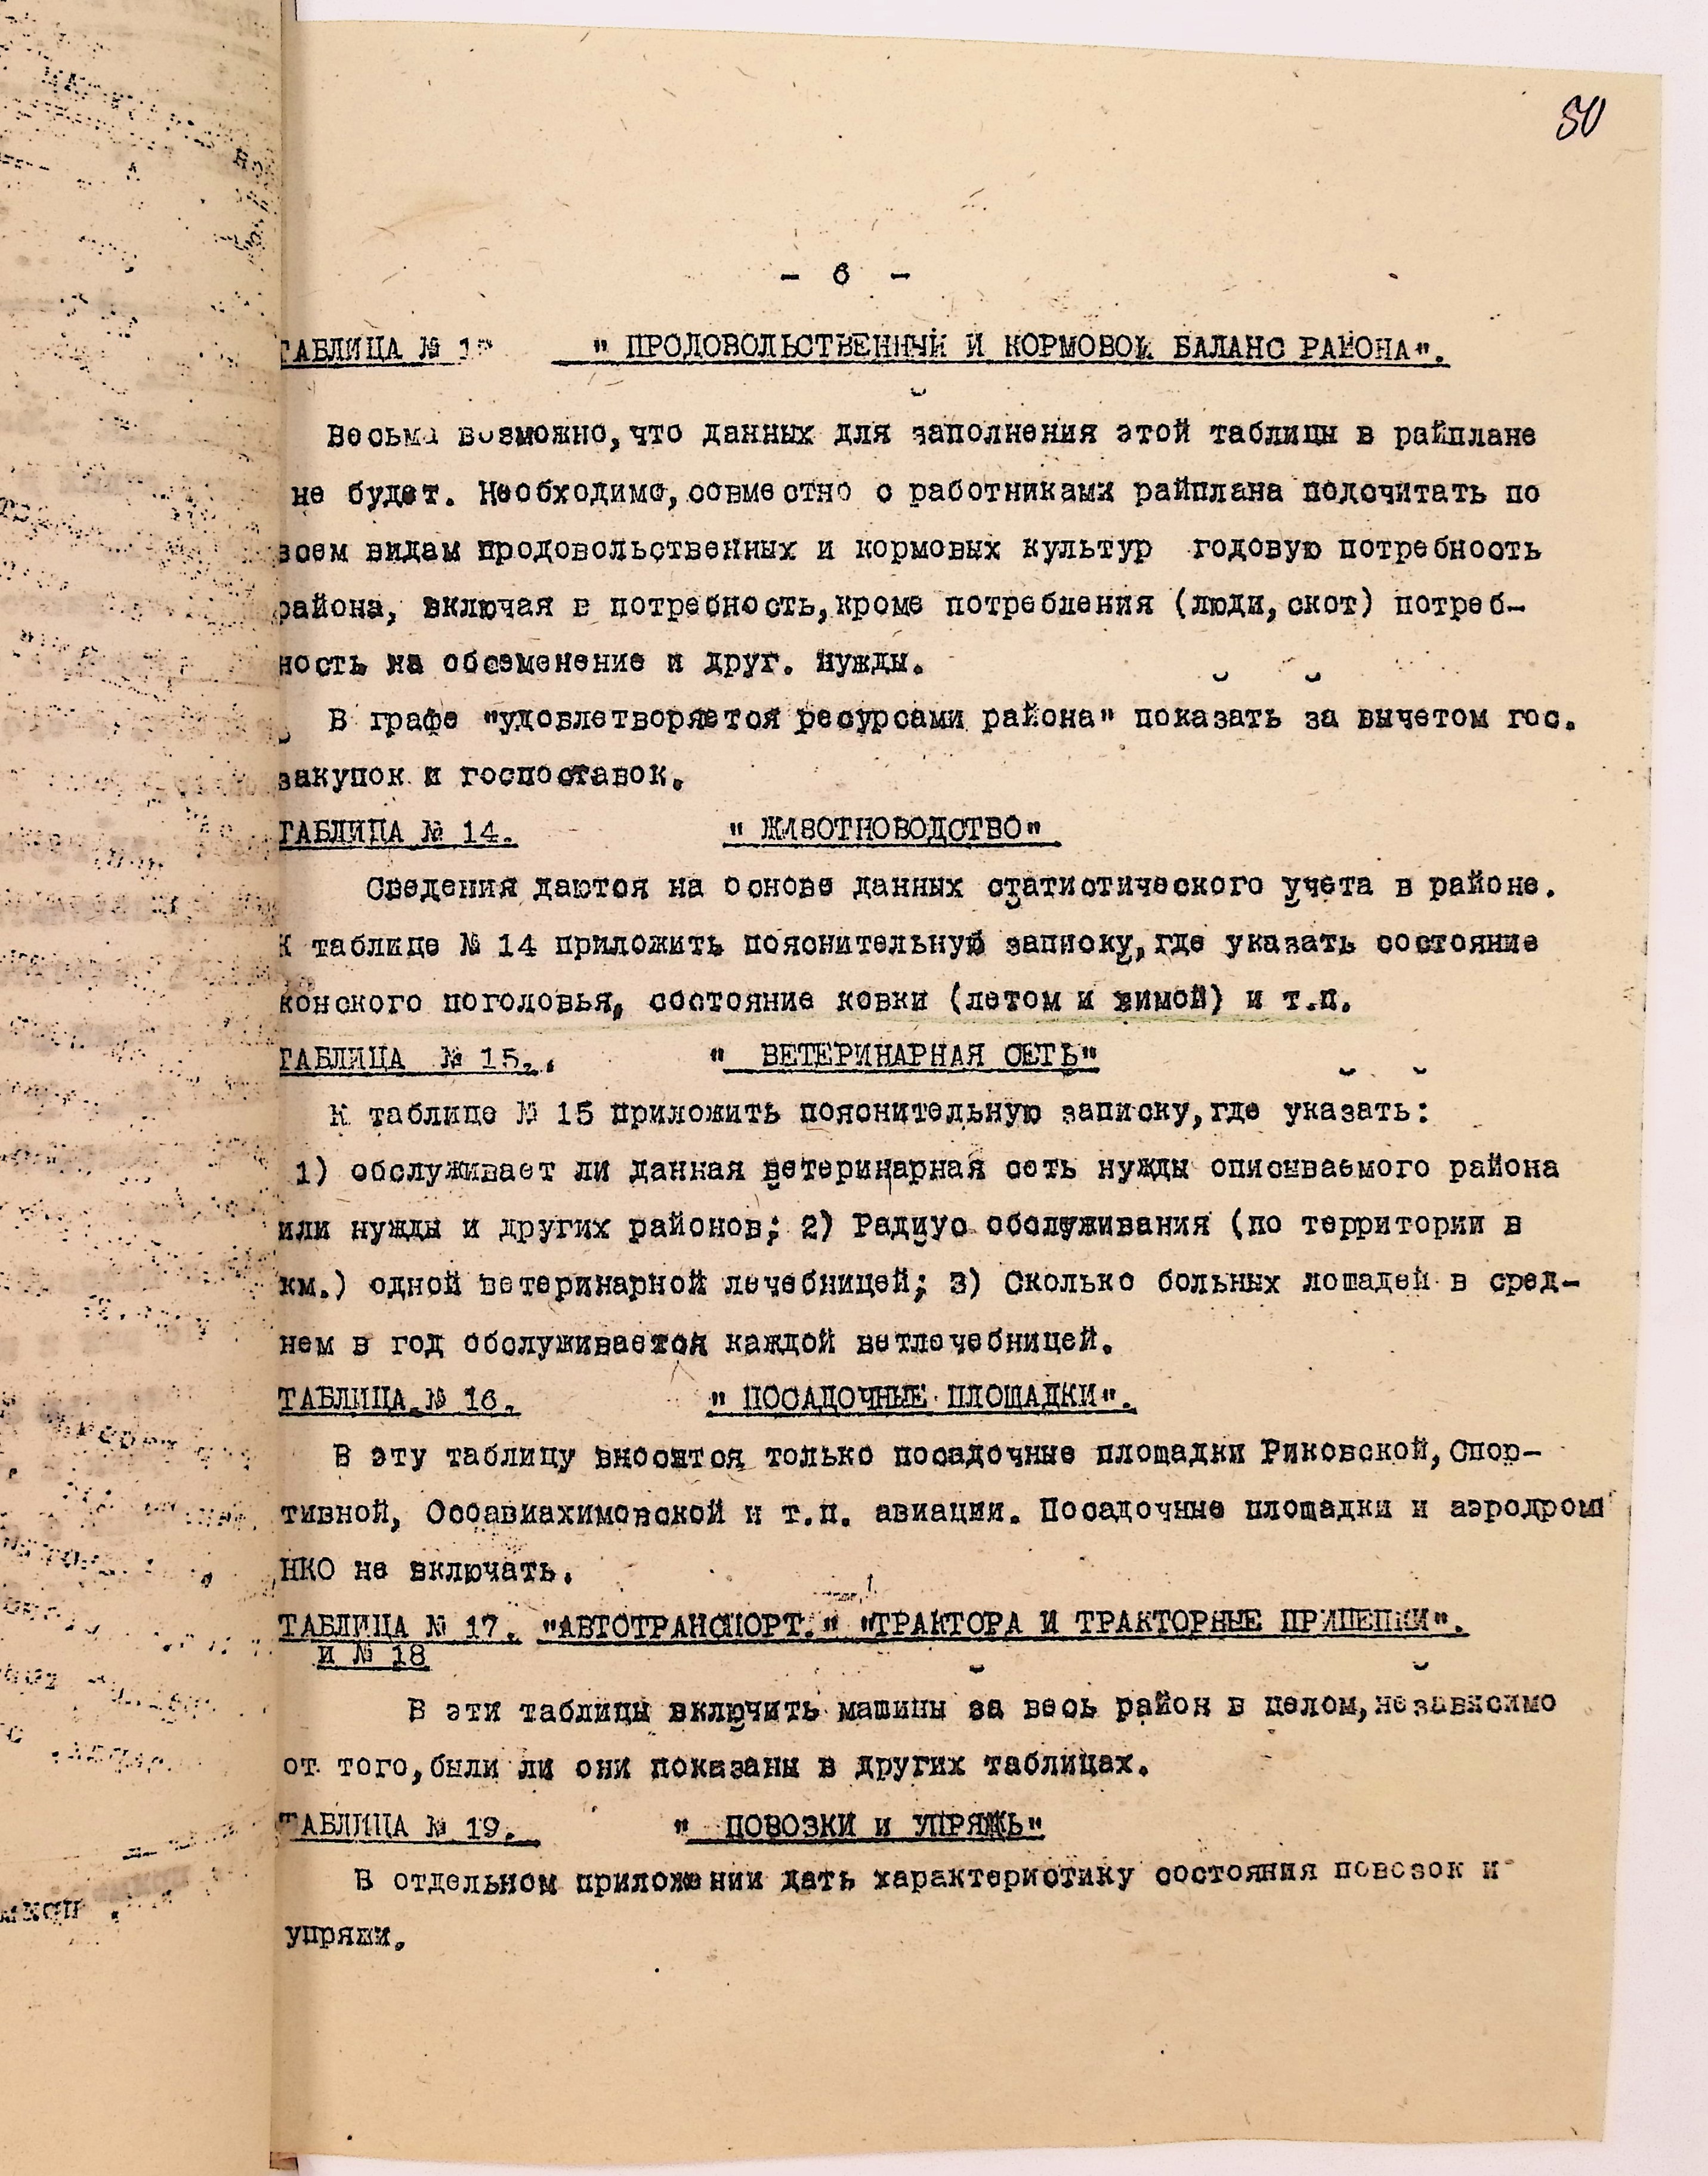 50
- 6 -
ТАБЛИЦА № " ПРОДОВОЛЬСТВЕННЫЙ И КОРМОВОЙ БАЛАНС РАЙОНА".
Весьма возможно, что данных для заполнения этой таблицы в райплане
не будет. Необходимо, совместно с работниками райплана подсчитать по
всем видам продовольственных и кормовых культур годовую потребность
района, включая в потребность, кроме потребления (люди, скот) потреб-
ность на обсеменение и друг. нужды.
В графе "удовлетворяется ресурсами района" показать за вычетом гос.
закупок и госпоставок.
ТАБЛИЦА № 14. " ЖИВОТНОВОДСТВО"
Сведения даются на основе данных статистического учета в районе.
К таблице № 14 приложить пояснительную записку, где указать состояние
конского поголовья, состояние ковки (летом и зимой) и т.п.
ТАБЛИЦА № 15. " ВЕТЕРИНАРНАЯ СЕТЬ"
К таблице № 15 приложить пояснительную записку, где указать:
1) обслуживает ли данная ветеринарная сеть нужды описываемого района
или нужды и других районов; 2) Радиус обслуживания (по территории в
км.) одной ветеринарной лечебницей; 3) Сколько больных лошадей в сред-
нем в год обслуживается каждой ветлечебницей.
ТАБЛИЦА № 16. " ПОСАДОЧНЫЕ ПЛОЩАДКИ".
В эту таблицу вносятся только посадочные площадки Риковской, Спор-
тивной, Осоавиахимовской и т.п. авиации. Посадочные площадки и аэродромы
НКО не включать.
ТАБЛИЦА № 17. "АВТОТРАНСПОРТ." "ТРАКТОРА И ТРАКТОРНЫЕ ПРИЦЕПКИ".
и № 18
В эти таблицы включить машины за весь район в целом, независимо
от того, были ли они показаны в других таблицах.
ТАБЛИЦА № 19. " ПОВОЗКИ и УПРЯЖЬ"
В отдельном приложении дать характеристику состояния повозок и
упряжи.